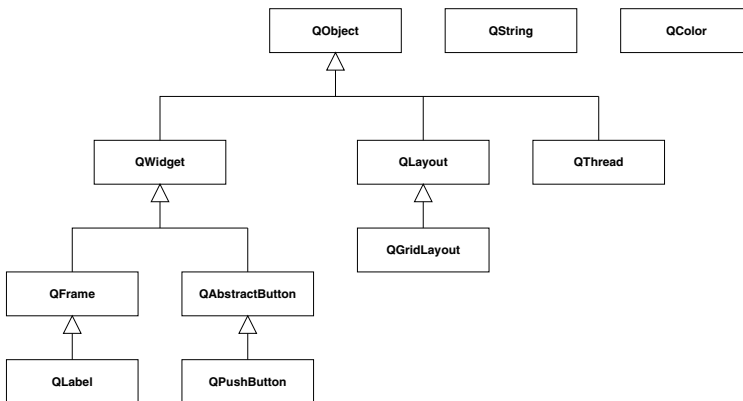 QObject
QString
QColor
QWidget
QLayout
QThread
QGridLayout
QFrame
QAbstractButton
QLabel
QPushButton